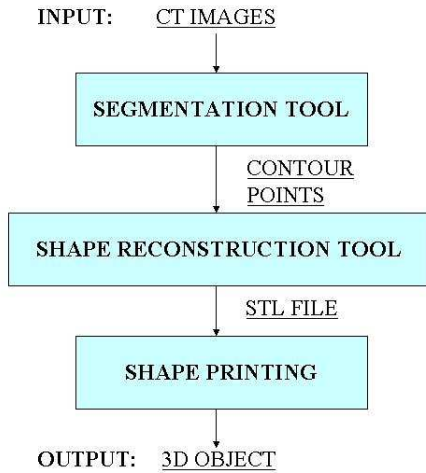 INPUT: CT IMAGES
SEGMENTATION TOOL
CONTOUR
POINTS
SHAPE RECONSTRUCTION TOOL
STL FILE
SHAPE PRINTING
OUTPUT: 3D OBJECT